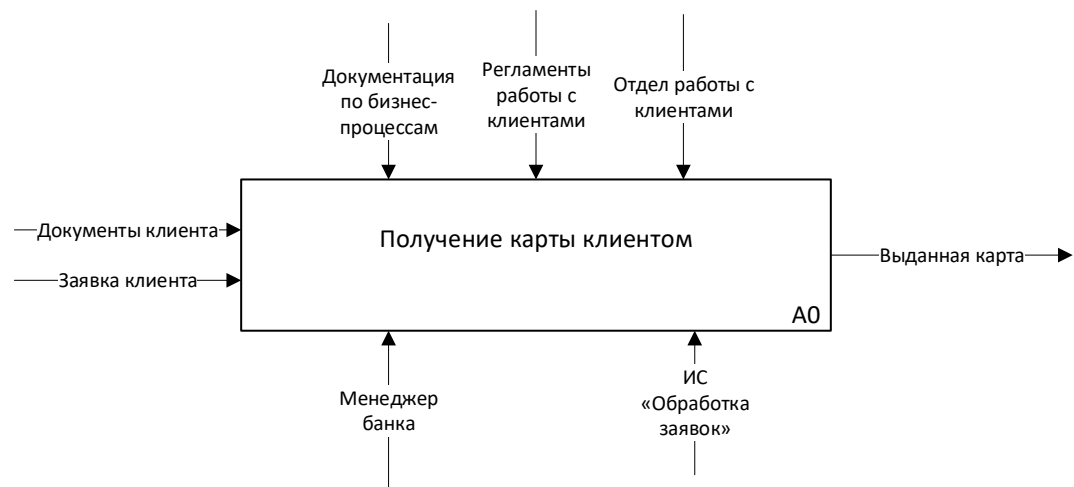 Документация
по бизнес-
процессам
Регламенты
работы с
клиентами
Отдел работы с
клиентами
Документы клиента
Заявка клиента
Получение карты клиентом
A0
Выданная карта
Менеджер
банка
ИС
«Обработка
заявок»